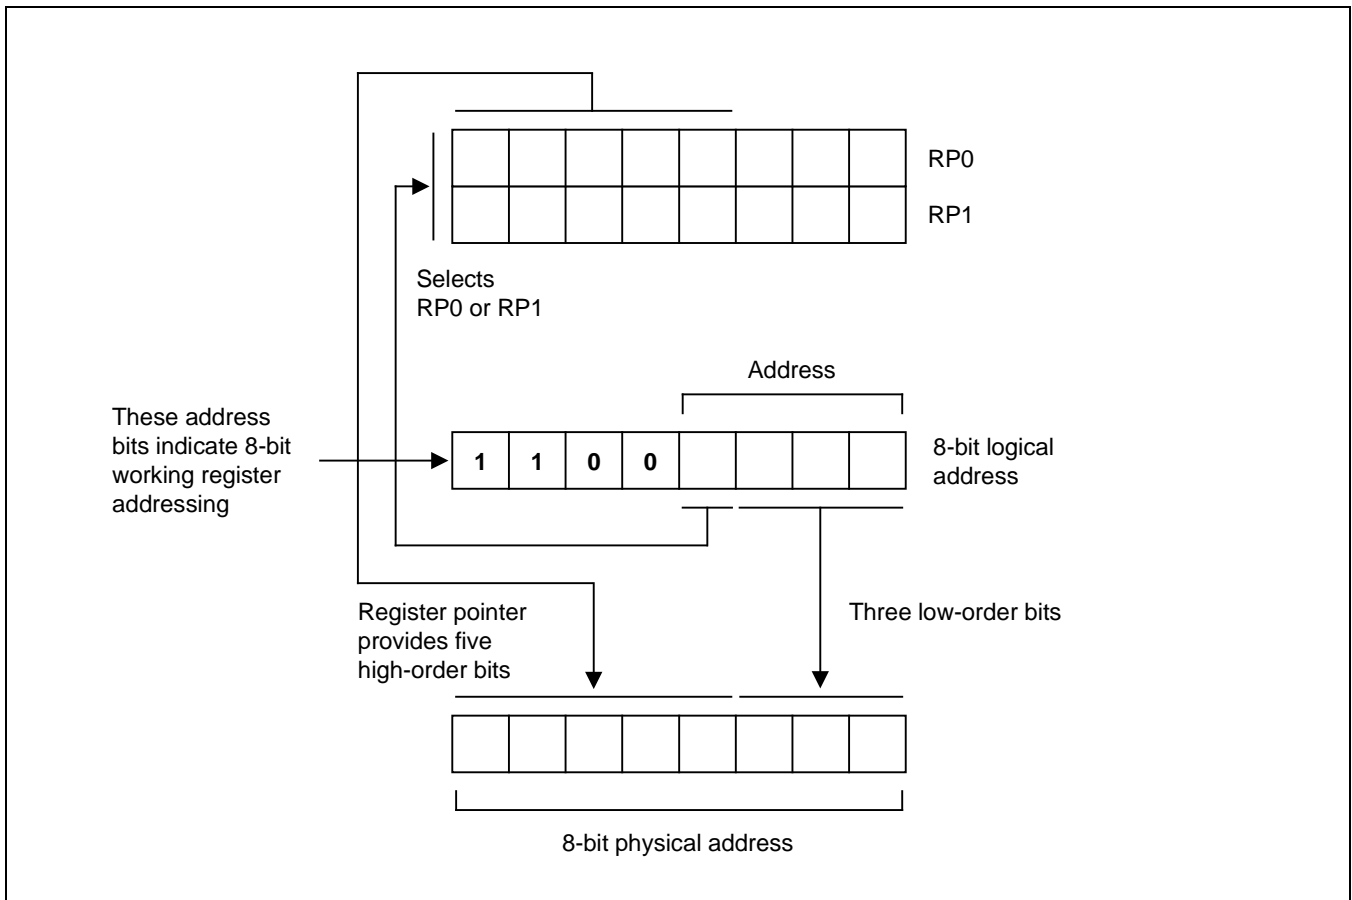 RP0
RP1
Selects
RP0 or RP1
Address
These address
bits indicate 8-bit
working register
addressing
1 1 0 0
8-bit logical
address
Register pointer
provides five
high-order bits
Three low-order bits
8-bit physical address